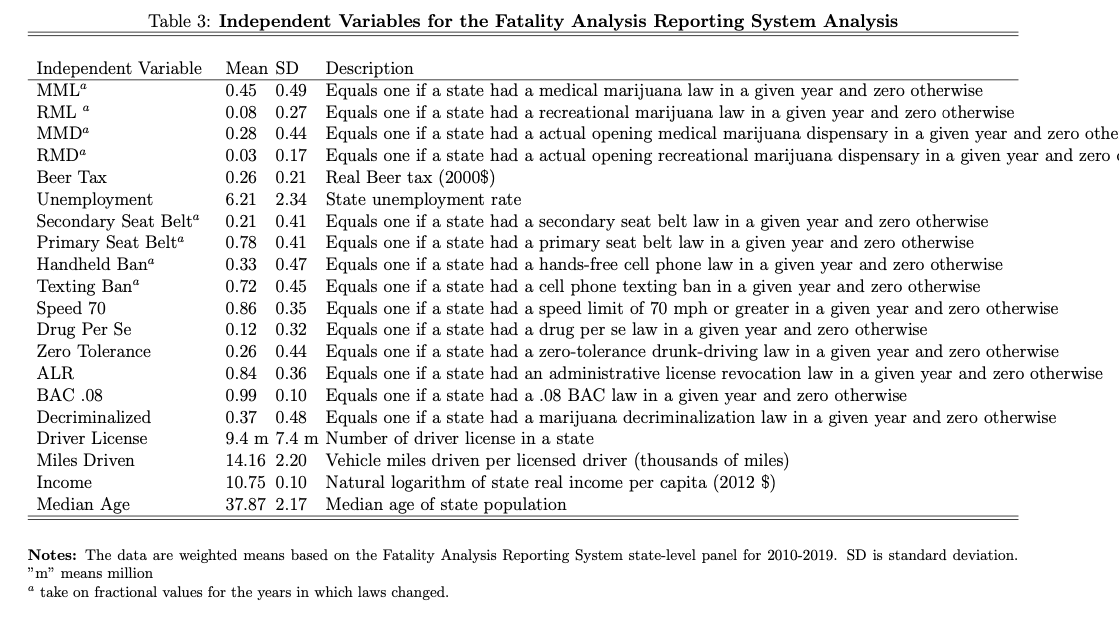 Table 3: Independent Variables for the Fatality Analysis Reporting System Analysis
Independent Variable Mean SD Description
MMLᵃ 0.45 0.49 Equals one if a state had a medical marijuana law in a given year and zero otherwise
RML ᵃ 0.08 0.27 Equals one if a state had a recreational marijuana law in a given year and zero otherwise
MMDᵃ 0.28 0.44 Equals one if a state had a actual opening medical marijuana dispensary in a given year and zero othe
RMDᵃ 0.03 0.17 Equals one if a state had a actual opening recreational marijuana dispensary in a given year and zero
Beer Tax 0.26 0.21 Real Beer tax (2000$)
Unemployment 6.21 2.34 State unemployment rate
Secondary Seat Beltᵃ 0.21 0.41 Equals one if a state had a secondary seat belt law in a given year and zero otherwise
Primary Seat Beltᵃ 0.78 0.41 Equals one if a state had a primary seat belt law in a given year and zero otherwise
Handheld Banᵃ 0.33 0.47 Equals one if a state had a hands-free cell phone law in a given year and zero otherwise
Texting Banᵃ 0.72 0.45 Equals one if a state had a cell phone texting ban in a given year and zero otherwise
Speed 70 0.86 0.35 Equals one if a state had a speed limit of 70 mph or greater in a given year and zero otherwise
Drug Per Se 0.12 0.32 Equals one if a state had a drug per se law in a given year and zero otherwise
Zero Tolerance 0.26 0.44 Equals one if a state had a zero-tolerance drunk-driving law in a given year and zero otherwise
ALR 0.84 0.36 Equals one if a state had an administrative license revocation law in a given year and zero otherwise
BAC .08 0.99 0.10 Equals one if a state had a .08 BAC law in a given year and zero otherwise
Decriminalized 0.37 0.48 Equals one if a state had a marijuana decriminalization law in a given year and zero otherwise
Driver License 9.4 m 7.4 m Number of driver license in a state
Miles Driven 14.16 2.20 Vehicle miles driven per licensed driver (thousands of miles)
Income 10.75 0.10 Natural logarithm of state real income per capita (2012 $)
Median Age 37.87 2.17 Median age of state population
Notes: The data are weighted means based on the Fatality Analysis Reporting System state-level panel for 2010-2019. SD is standard deviation.
"m" means million
ᵃ take on fractional values for the years in which laws changed.